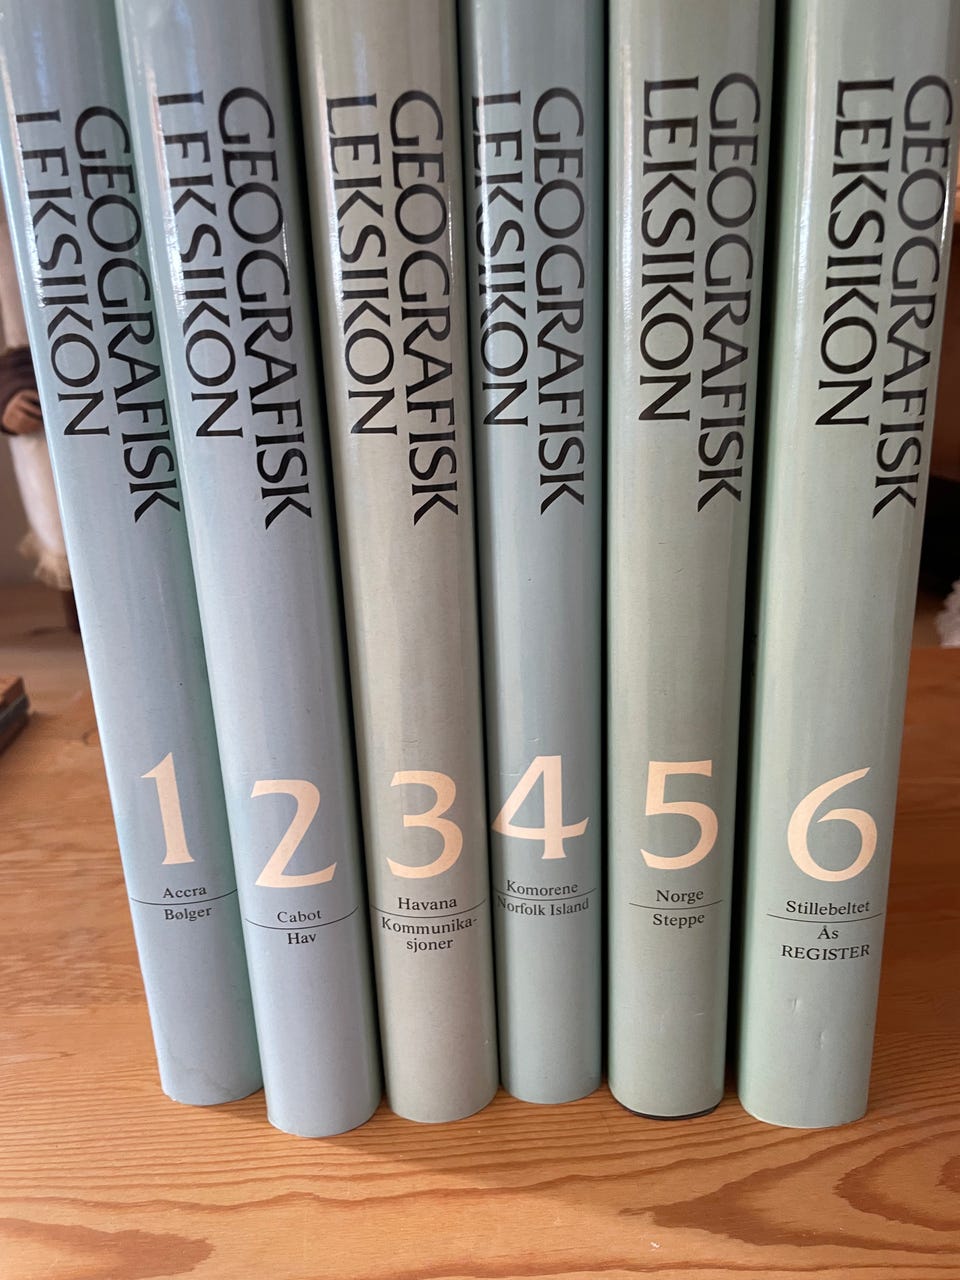 GEOGRAFISK
LEKSIKON
1
Accra
Bølger
GEOGRAFISK
LEKSIKON
2
Cabot
Hav
GEOGRAFISK
LEKSIKON
3
Havana
Kommunika-
sjoner
GEOGRAFISK
LEKSIKON
4
Komorene
Norfolk Island
GEOGRAFISK
LEKSIKON
5
Norge
Steppe
GEOGRAFISK
LEKSIKON
6
Stillebeltet
Ås
REGISTER